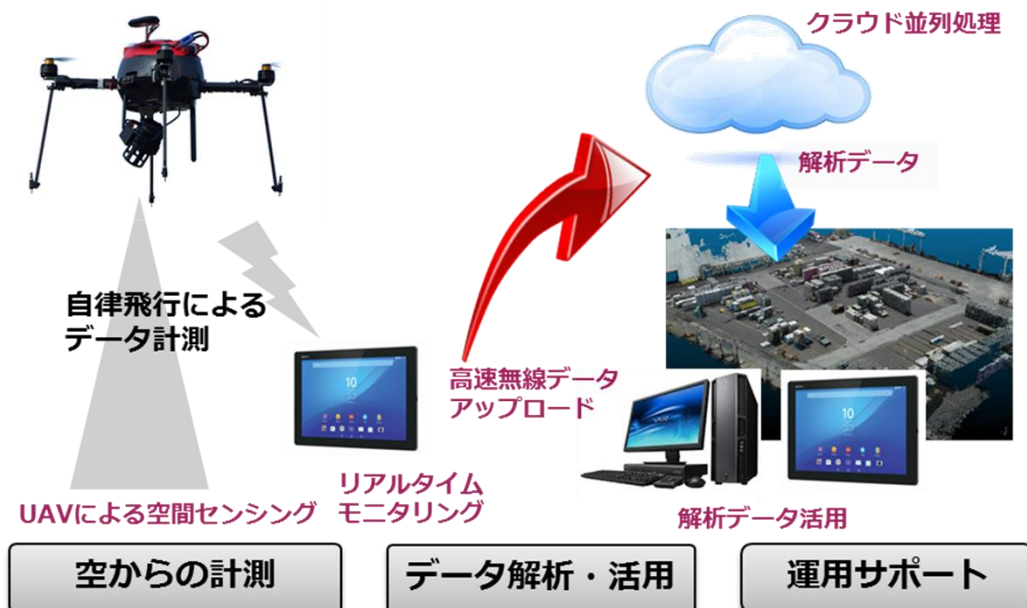 クラウド並列処理
解析データ
自律飛行による
データ計測
高速無線データ
アップロード
リアルタイム
モニタリング
UAVによる空間センシング
解析データ活用
空からの計測
データ解析・活用
運用サポート